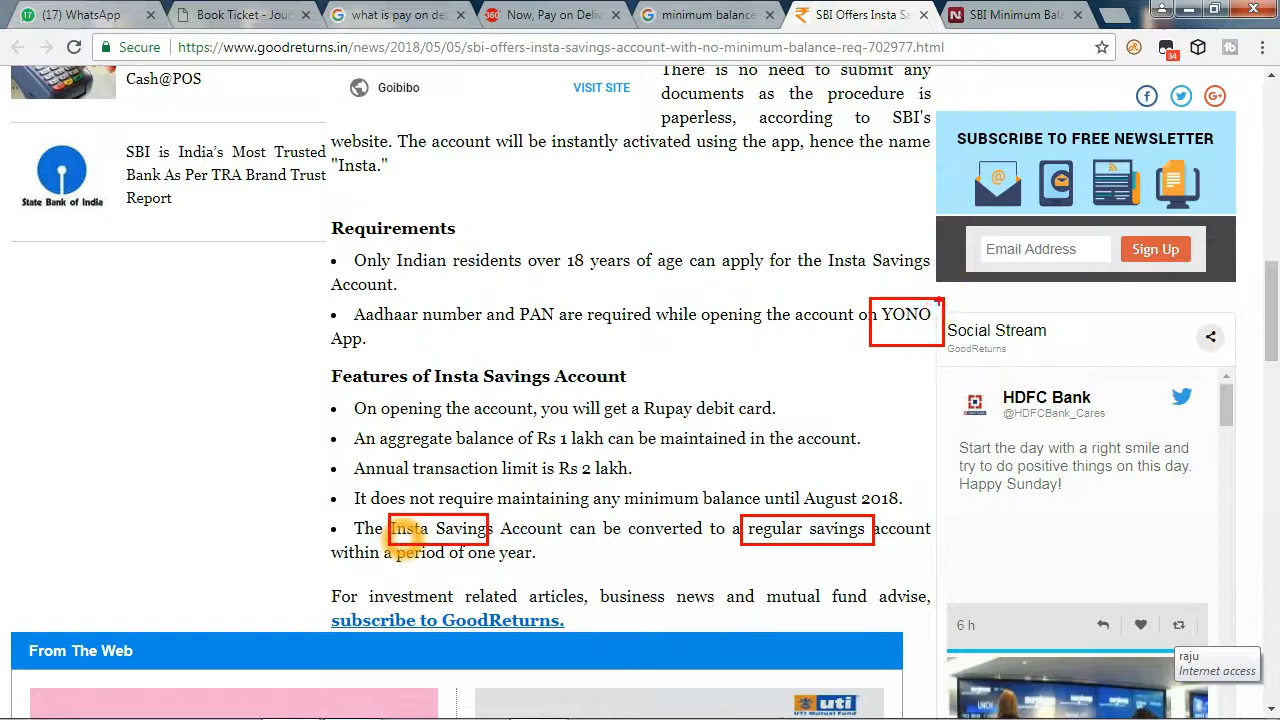 (17) WhatsApp
Book Ticket - Jou
what is pay on de
Now, Pay on Deliv
minimum balance
SBI Offers Insta Sa
SBI Minimum Bala
Secure
https://www.goodreturns.in/news/2018/05/05/sbi-offers-insta-savings-account-with-no-minimum-balance-req-702977.html
34
Cash@POS
SBI is India's Most Trusted
Bank As Per TRA Brand Trust
Report
State Bank of India
Goibibo
VISIT SITE
There is no need to submit any
documents as the procedure is
paperless, according to SBI's
website. The account will be instantly activated using the app, hence the name
"Insta."
Requirements
• Only Indian residents over 18 years of age can apply for the Insta Savings
Account.
• Aadhaar number and PAN are required while opening the account on YONO
App.
Features of Insta Savings Account
• On opening the account, you will get a Rupay debit card.
• An aggregate balance of Rs 1 lakh can be maintained in the account.
• Annual transaction limit is Rs 2 lakh.
• It does not require maintaining any minimum balance until August 2018.
• The Insta Savings Account can be converted to a regular savings account
within a period of one year.
For investment related articles, business news and mutual fund advise,
subscribe to GoodReturns.
From The Web
uti
UTI Mutual Fund
SUBSCRIBE TO FREE NEWSLETTER
Email Address
Sign Up
Social Stream
GoodReturns
HDFC Bank
@HDFCBank_Cares
Start the day with a right smile and
try to do positive things on this day.
Happy Sunday!
6 h
raju
Internet access